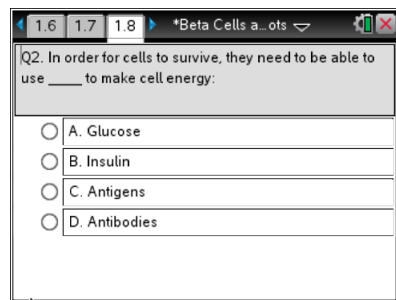 1.6 1.7 1.8 *Beta Cells a…ots
Q2. In order for cells to survive, they need to be able to
use _____ to make cell energy:
A. Glucose
B. Insulin
C. Antigens
D. Antibodies